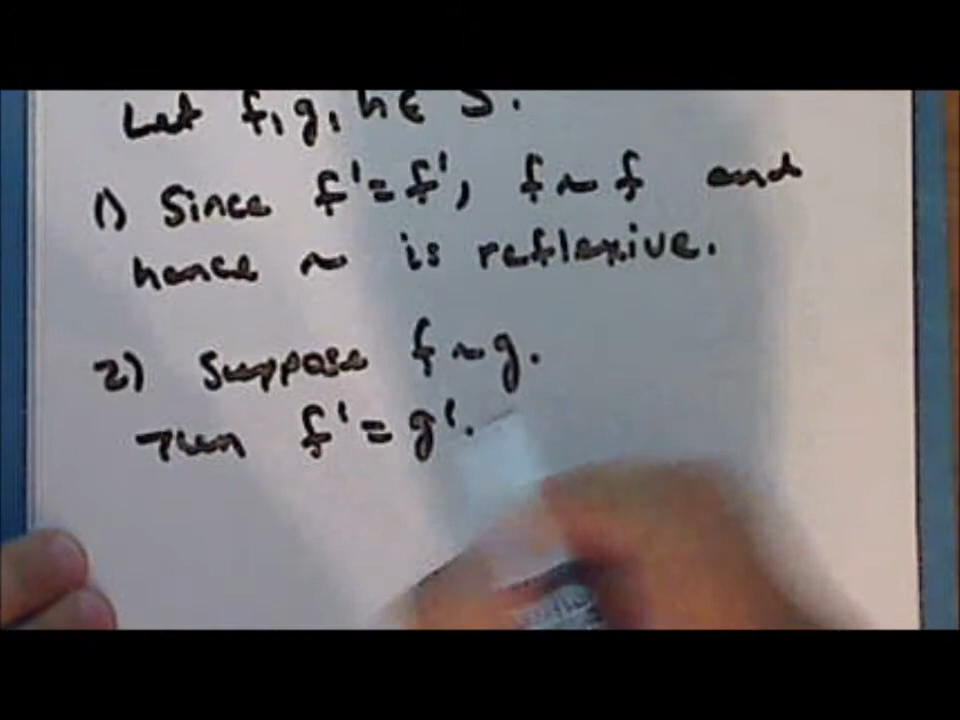 Let f, g, h ∈ S.
1) Since f' = f', f ~ f and
hence ~ is reflexive.
2) Suppose f ~ g.
Then f' = g'.